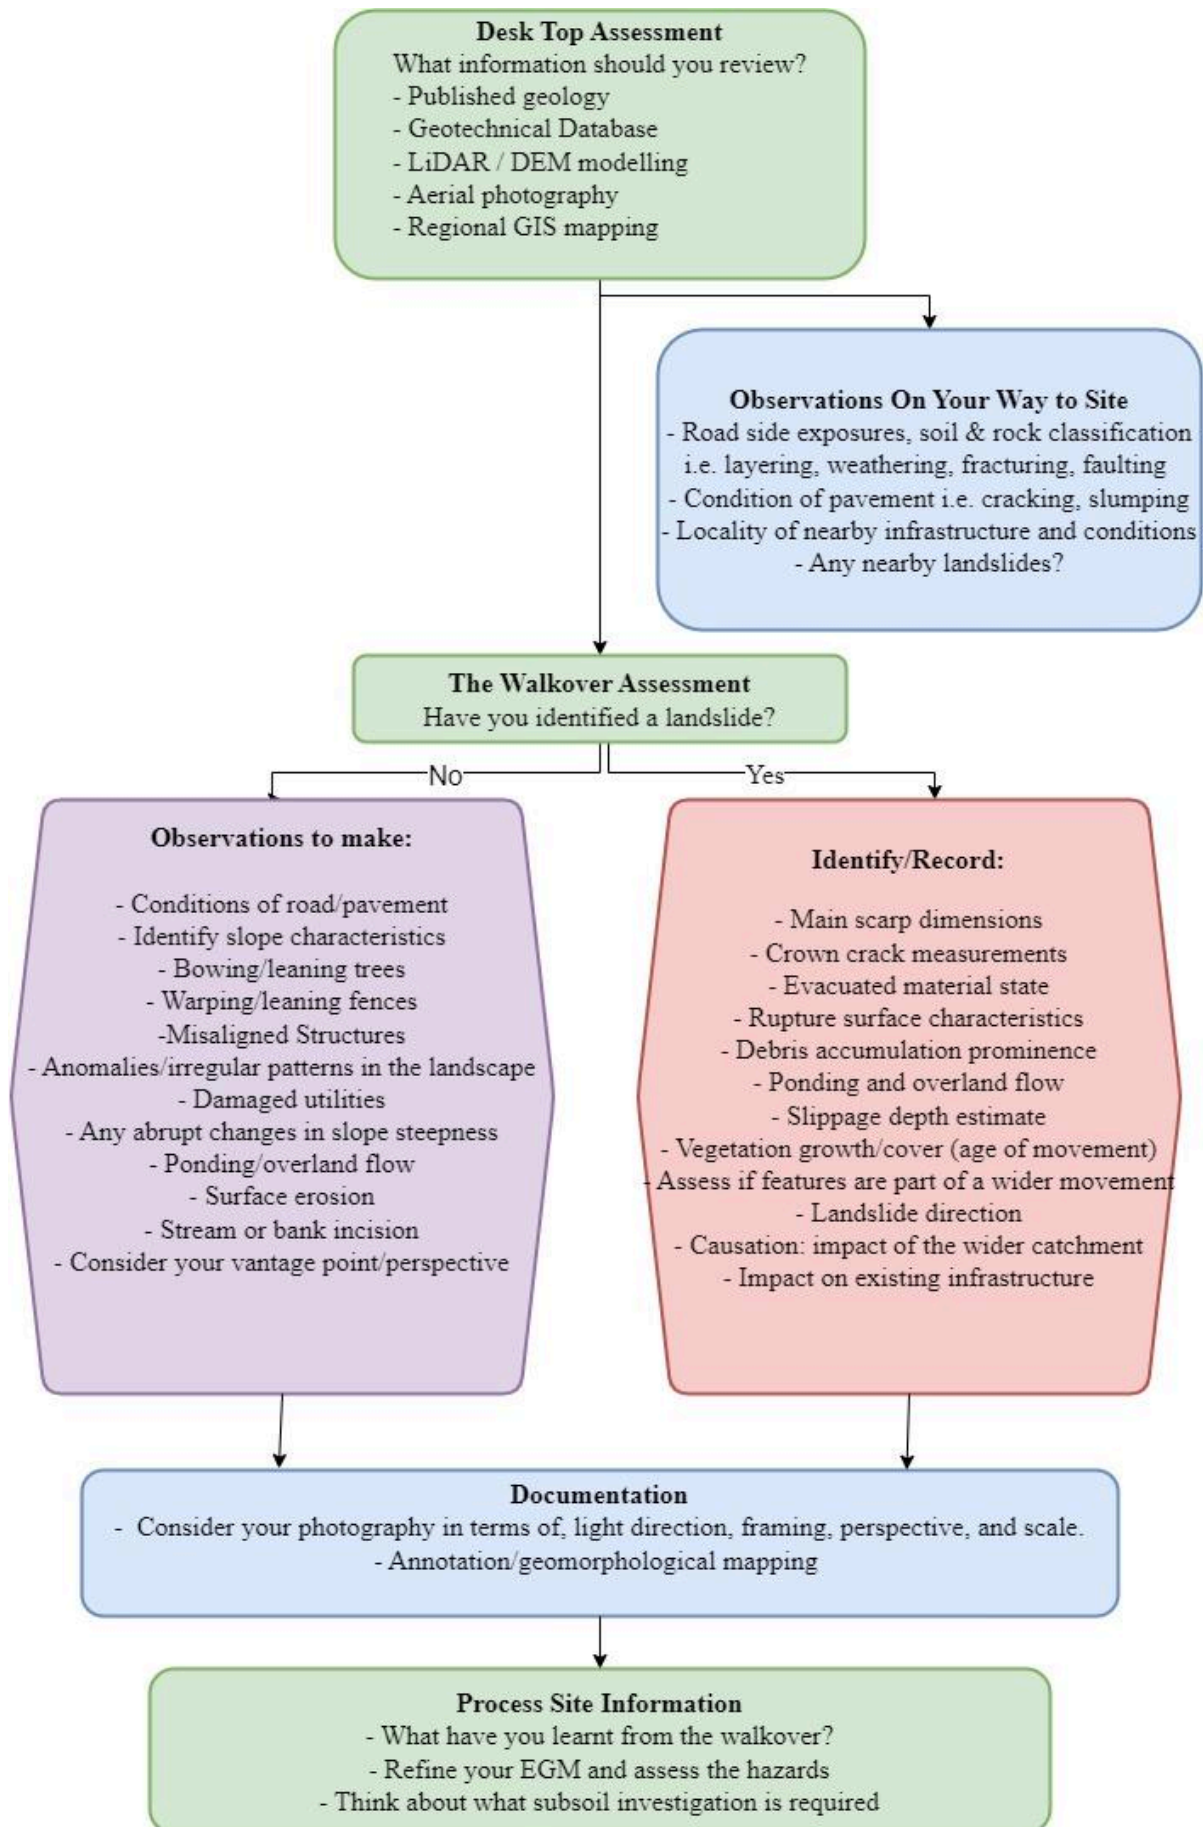 Desk Top Assessment
What information should you review?
- Published geology
- Geotechnical Database
- LiDAR / DEM modelling
- Aerial photography
- Regional GIS mapping
Observations On Your Way to Site
- Road side exposures, soil & rock classification
i.e. layering, weathering, fracturing, faulting
- Condition of pavement i.e. cracking, slumping
- Locality of nearby infrastructure and conditions
- Any nearby landslides?
The Walkover Assessment
Have you identified a landslide?
No
Yes
Observations to make:
- Conditions of road/pavement
- Identify slope characteristics
- Bowing/leaning trees
- Warping/leaning fences
-Misaligned Structures
- Anomalies/irregular patterns in the landscape
- Damaged utilities
- Any abrupt changes in slope steepness
- Ponding/overland flow
- Surface erosion
- Stream or bank incision
- Consider your vantage point/perspective
Identify/Record:
- Main scarp dimensions
- Crown crack measurements
- Evacuated material state
- Rupture surface characteristics
- Debris accumulation prominence
- Ponding and overland flow
- Slippage depth estimate
- Vegetation growth/cover (age of movement)
- Assess if features are part of a wider movement
- Landslide direction
- Causation: impact of the wider catchment
- Impact on existing infrastructure
Documentation
- Consider your photography in terms of, light direction, framing, perspective, and scale.
- Annotation/geomorphological mapping
Process Site Information
- What have you learnt from the walkover?
- Refine your EGM and assess the hazards
- Think about what subsoil investigation is required